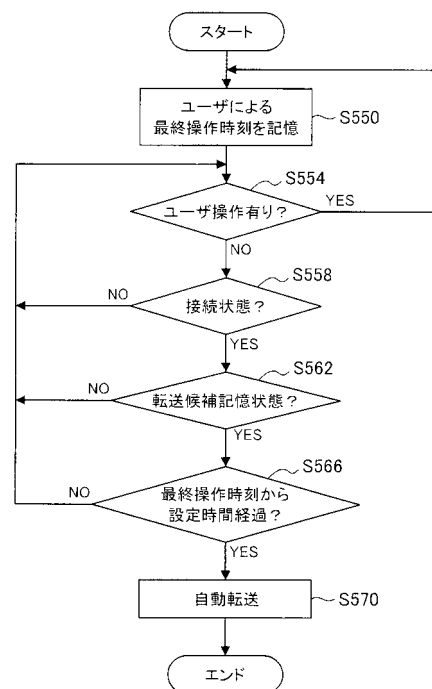 スタート
ユーザによる
最終操作時刻を記憶
S550
S554
ユーザ操作有り?
YES
NO
S558
NO
接続状態?
YES
S562
NO
転送候補記憶状態?
YES
S566
NO
最終操作時刻から
設定時間経過?
YES
自動転送
S570
エンド